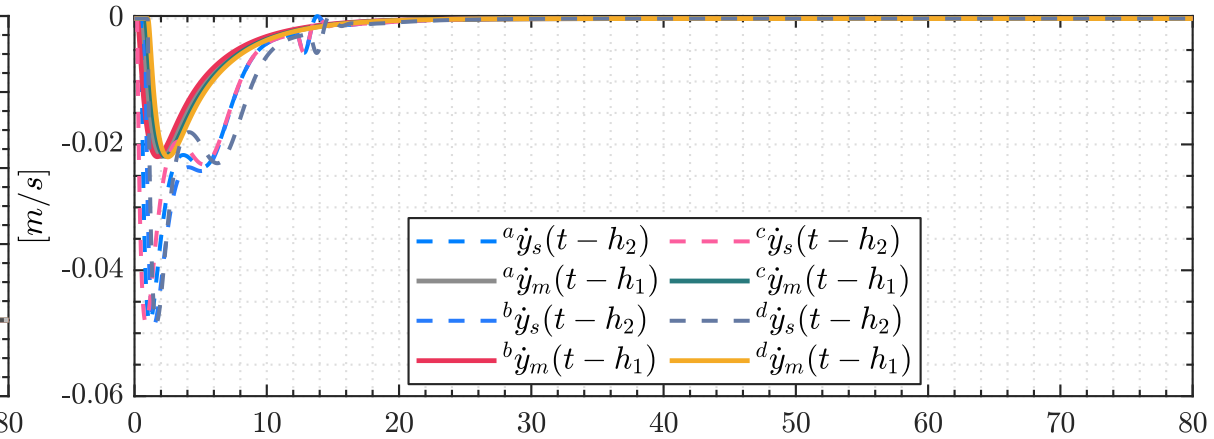 0
-0.02
-0.04
-0.06
[m/s]
ᵃẏₛ(t − h₂) ᶜẏₛ(t − h₂)
ᵃẏₘ(t − h₁) ᶜẏₘ(t − h₁)
ᵇẏₛ(t − h₂) ᵈẏₛ(t − h₂)
ᵇẏₘ(t − h₁) ᵈẏₘ(t − h₁)
80 0 10 20 30 40 50 60 70 80